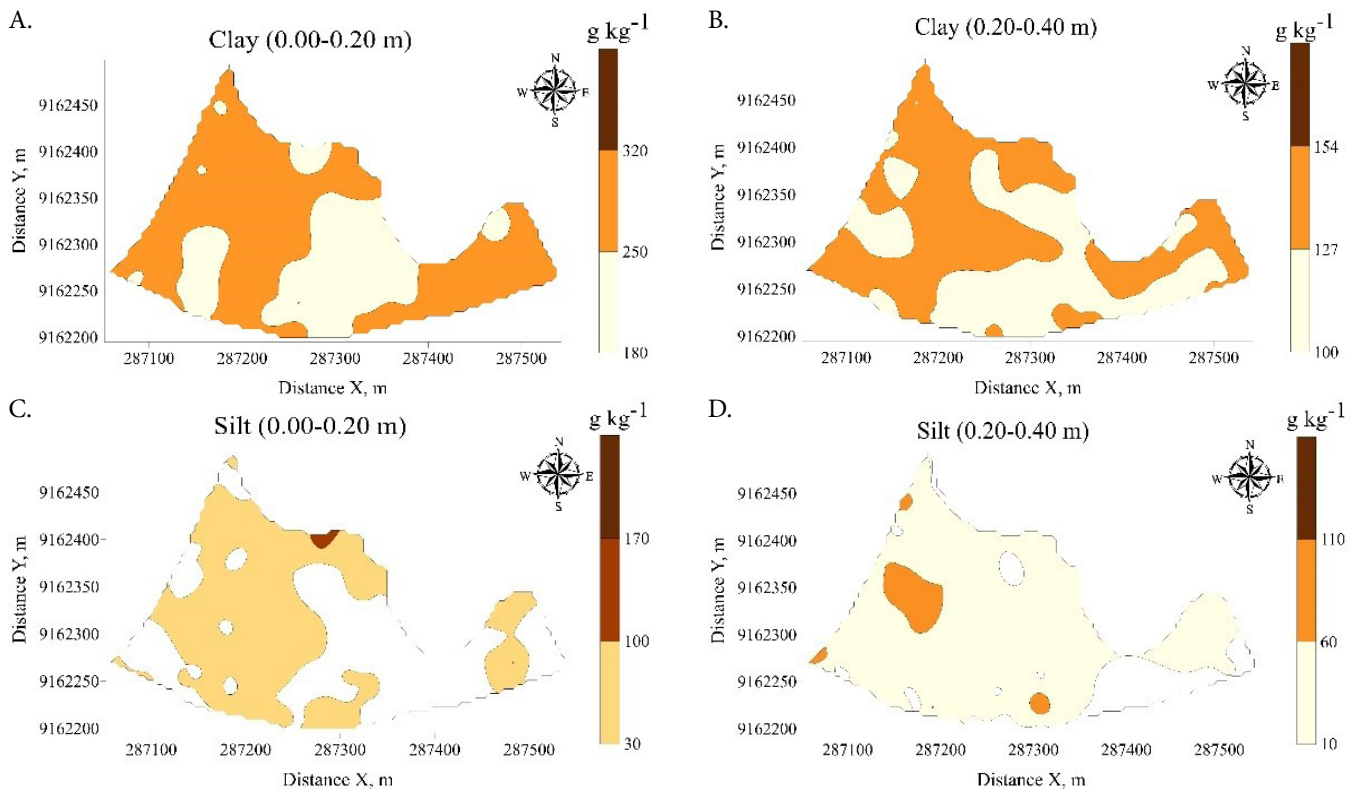 A.
Clay (0.00-0.20 m)
g kg-1
N
W E
S
9162450
9162400
9162350
9162300
9162250
9162200
Distance Y, m
287100 287200 287300 287400 287500
Distance X, m
320
250
180
B.
Clay (0.20-0.40 m)
g kg-1
N
W E
S
9162450
9162400
9162350
9162300
9162250
9162200
Distance Y, m
287100 287200 287300 287400 287500
Distance X, m
154
127
100
C.
Silt (0.00-0.20 m)
g kg-1
N
W E
S
9162450
9162400
9162350
9162300
9162250
9162200
Distance Y, m
287100 287200 287300 287400 287500
Distance X, m
170
100
30
D.
Silt (0.20-0.40 m)
g kg-1
N
W E
S
9162450
9162400
9162350
9162300
9162250
9162200
Distance Y, m
287100 287200 287300 287400 287500
Distance X, m
110
60
10